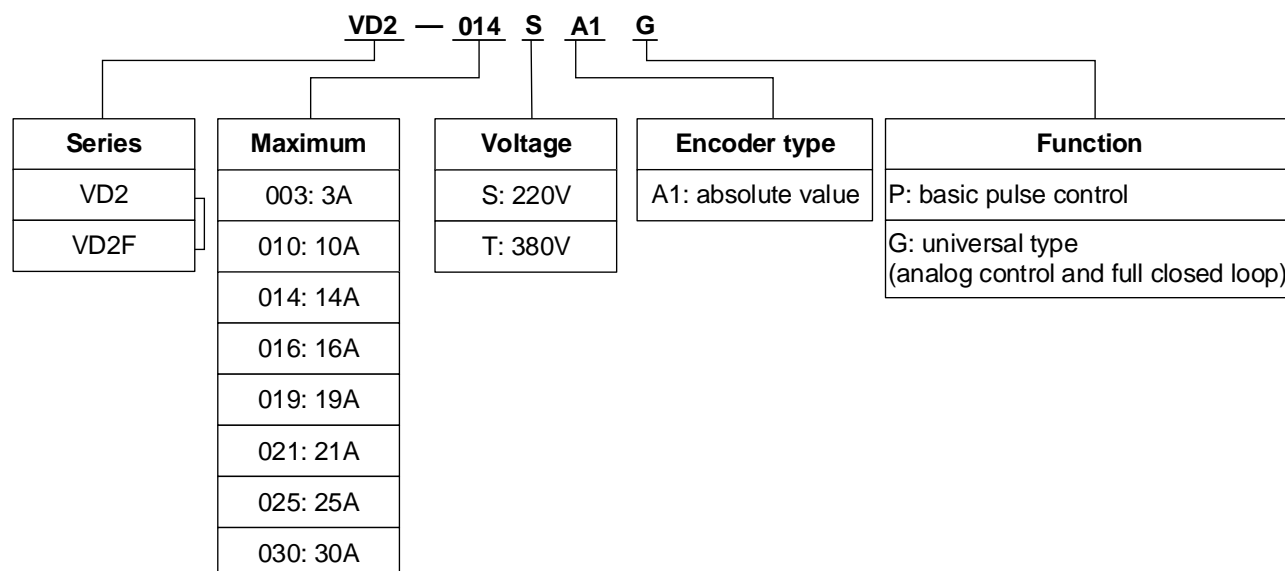 VD2 — 014 S A1 G
Series
VD2
VD2F
Maximum
003: 3A
010: 10A
014: 14A
016: 16A
019: 19A
021: 21A
025: 25A
030: 30A
Voltage
S: 220V
T: 380V
Encoder type
A1: absolute value
Function
P: basic pulse control
G: universal type
(analog control and full closed loop)